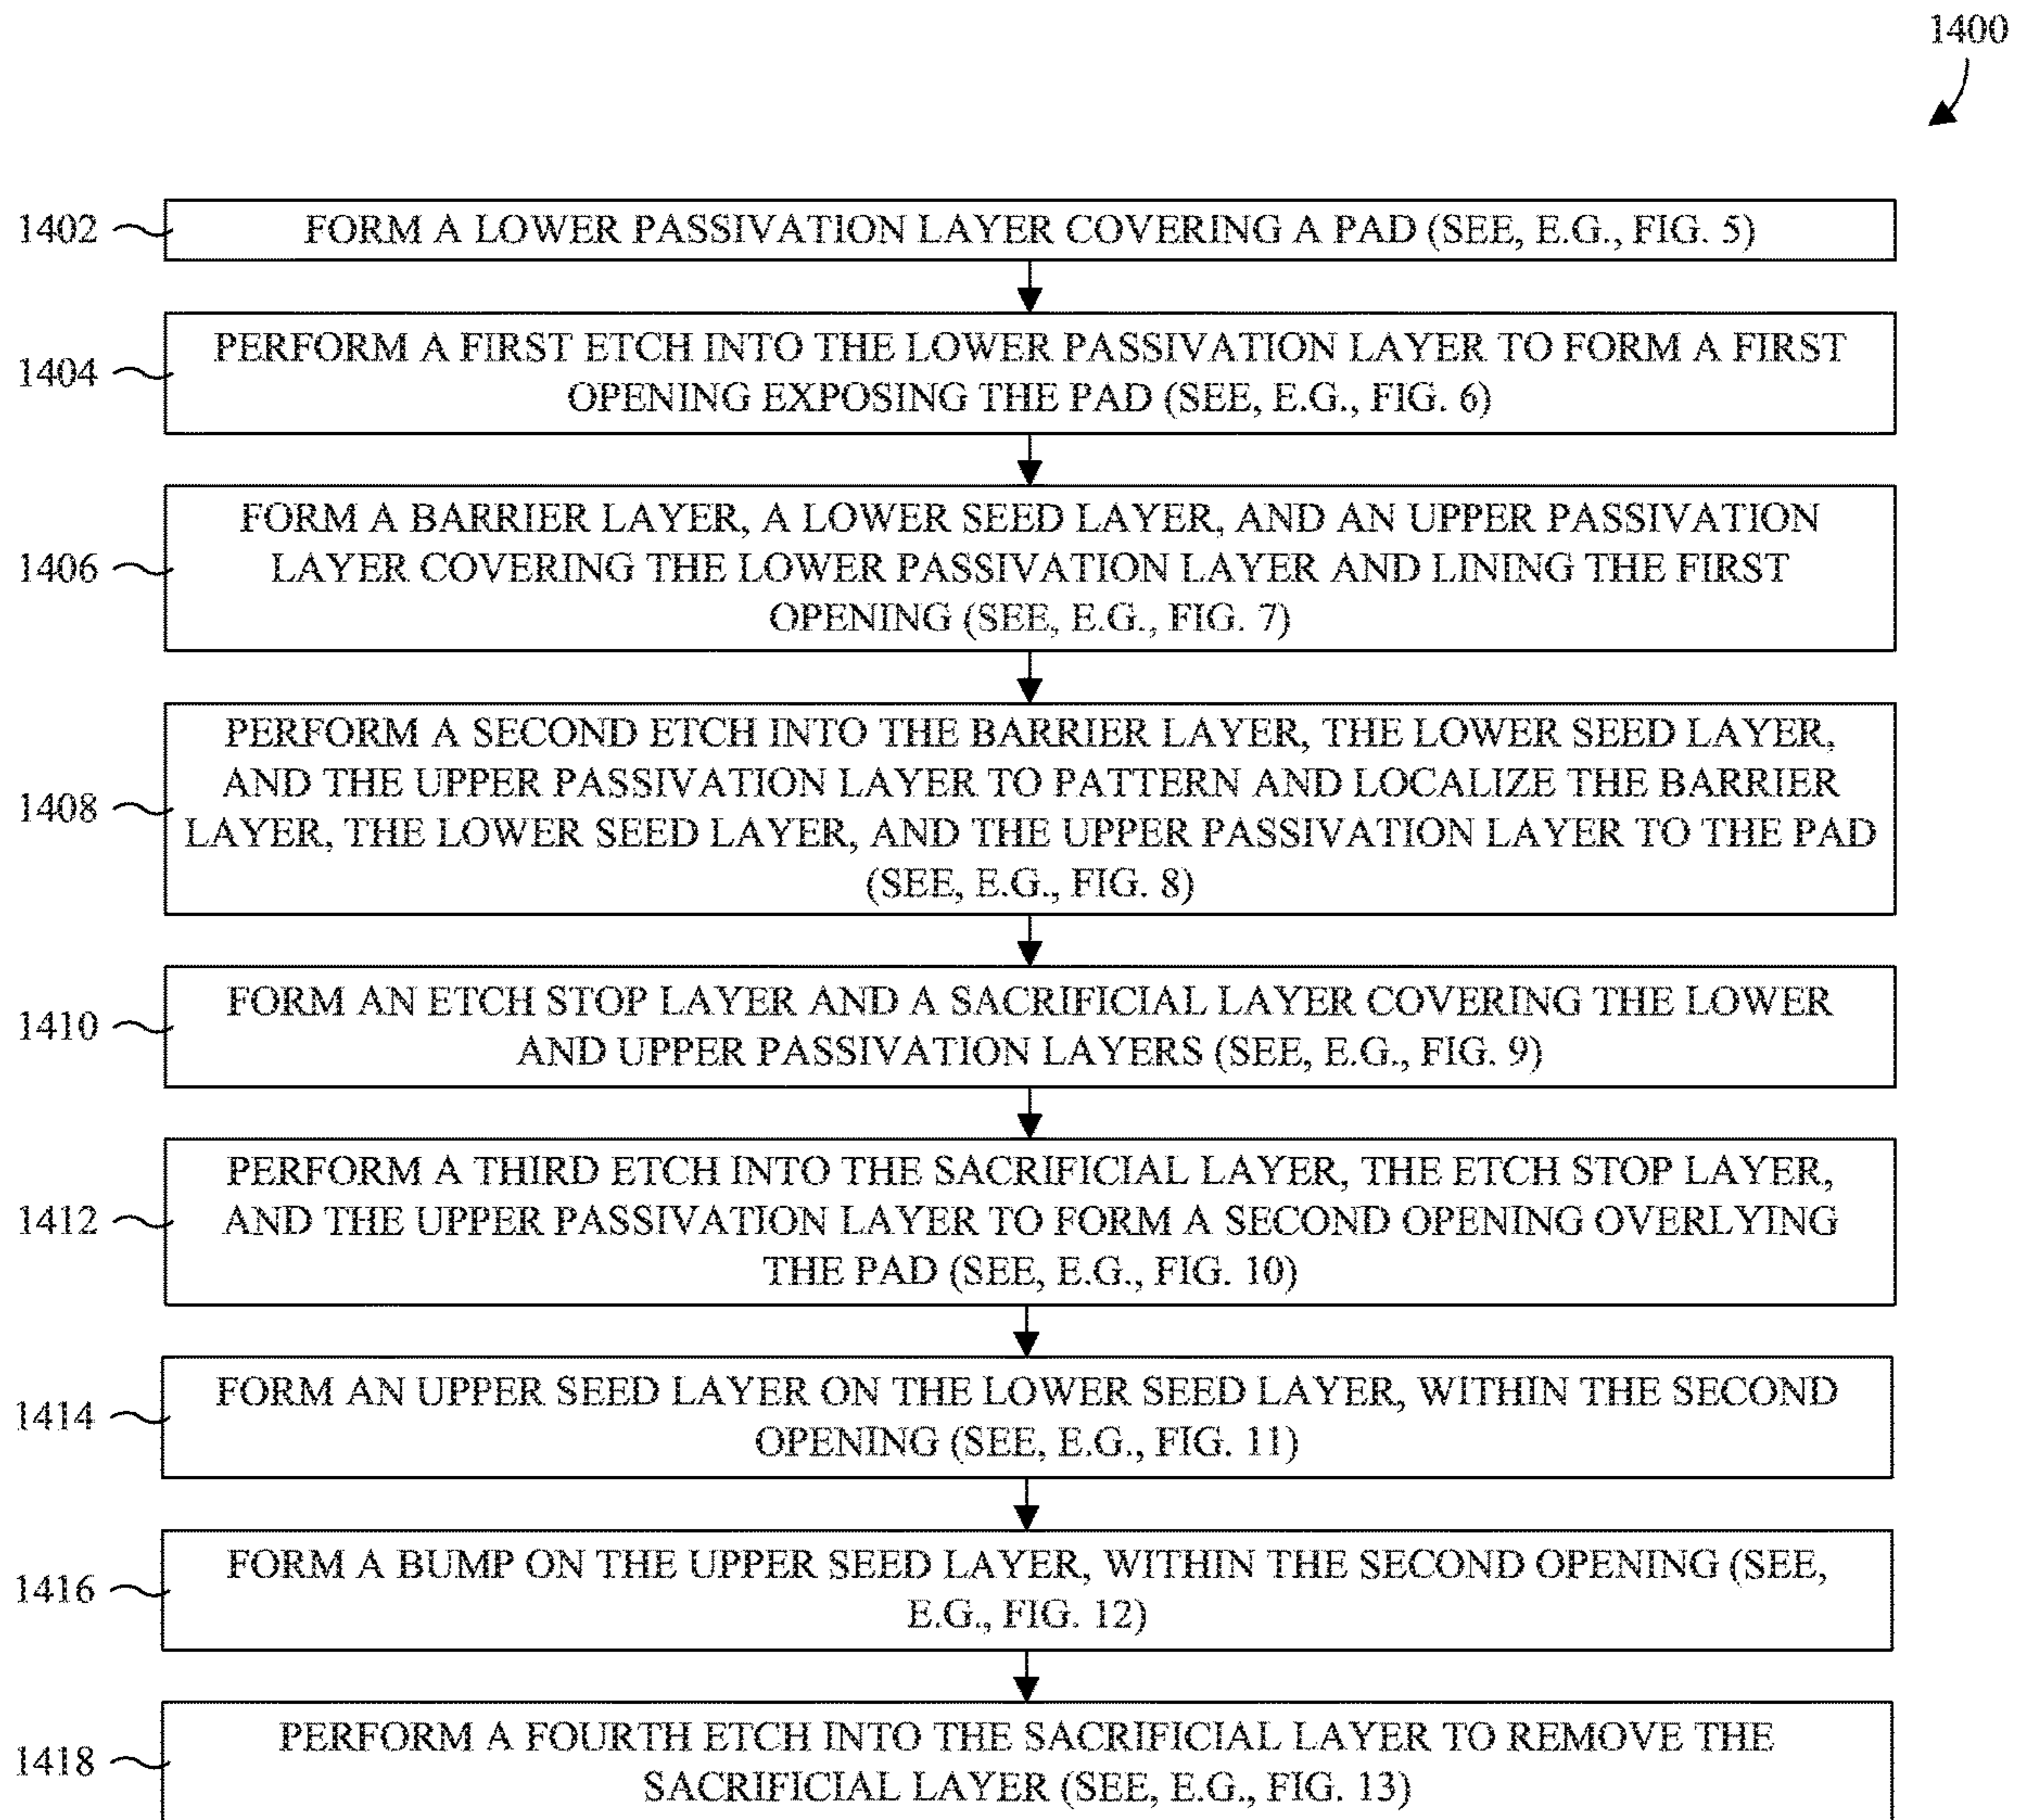 1400
1402
FORM A LOWER PASSIVATION LAYER COVERING A PAD (SEE, E.G., FIG. 5)
1404
PERFORM A FIRST ETCH INTO THE LOWER PASSIVATION LAYER TO FORM A FIRST
OPENING EXPOSING THE PAD (SEE, E.G., FIG. 6)
1406
FORM A BARRIER LAYER, A LOWER SEED LAYER, AND AN UPPER PASSIVATION
LAYER COVERING THE LOWER PASSIVATION LAYER AND LINING THE FIRST
OPENING (SEE, E.G., FIG. 7)
1408
PERFORM A SECOND ETCH INTO THE BARRIER LAYER, THE LOWER SEED LAYER,
AND THE UPPER PASSIVATION LAYER TO PATTERN AND LOCALIZE THE BARRIER
LAYER, THE LOWER SEED LAYER, AND THE UPPER PASSIVATION LAYER TO THE PAD
(SEE, E.G., FIG. 8)
1410
FORM AN ETCH STOP LAYER AND A SACRIFICIAL LAYER COVERING THE LOWER
AND UPPER PASSIVATION LAYERS (SEE, E.G., FIG. 9)
1412
PERFORM A THIRD ETCH INTO THE SACRIFICIAL LAYER, THE ETCH STOP LAYER,
AND THE UPPER PASSIVATION LAYER TO FORM A SECOND OPENING OVERLYING
THE PAD (SEE, E.G., FIG. 10)
1414
FORM AN UPPER SEED LAYER ON THE LOWER SEED LAYER, WITHIN THE SECOND
OPENING (SEE, E.G., FIG. 11)
1416
FORM A BUMP ON THE UPPER SEED LAYER, WITHIN THE SECOND OPENING (SEE,
E.G., FIG. 12)
1418
PERFORM A FOURTH ETCH INTO THE SACRIFICIAL LAYER TO REMOVE THE
SACRIFICIAL LAYER (SEE, E.G., FIG. 13)